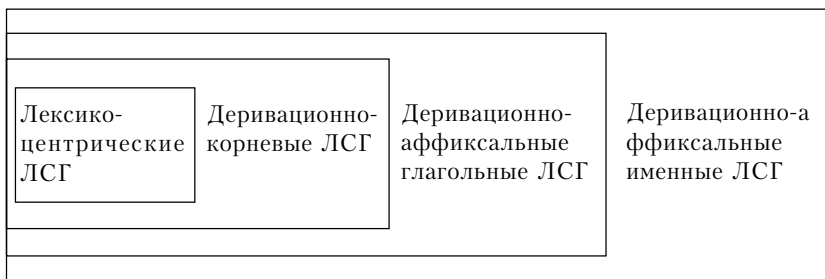 Лексико-
центрические
ЛСГ
Деривационно-
корневые ЛСГ
Деривационно-
аффиксальные
глагольные ЛСГ
Деривационно-а
ффиксальные
именные ЛСГ